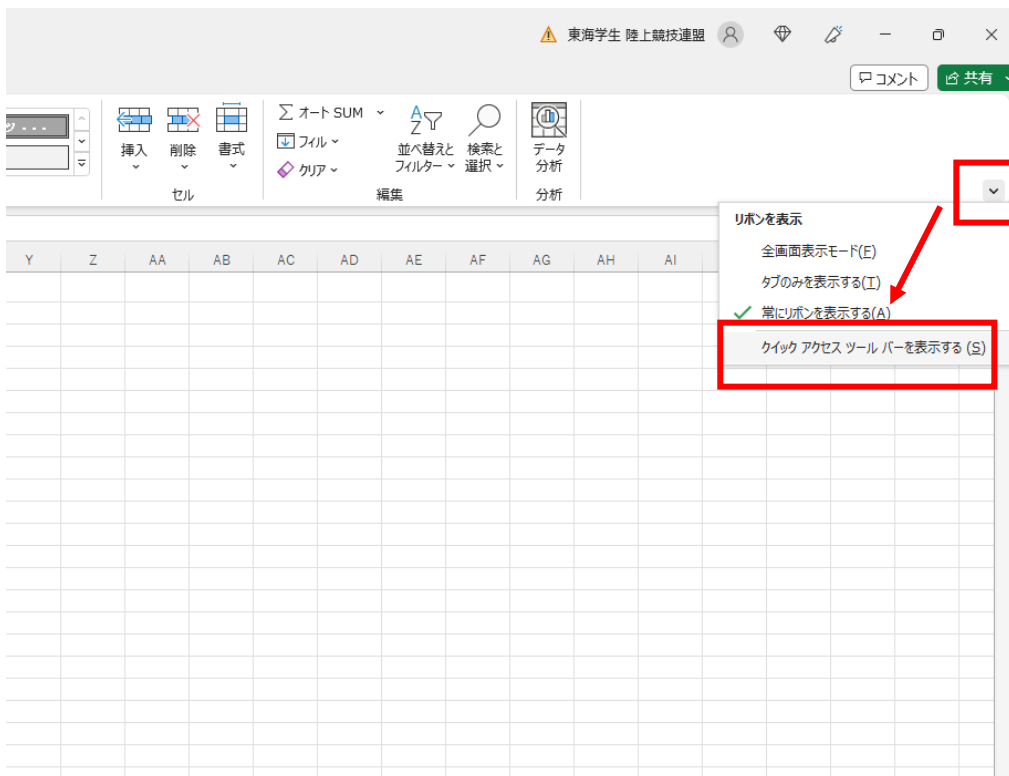 東海学生 陸上競技連盟
コメント
共有
ツ...
挿入
削除
書式
セル
オート SUM
フィル
クリア
並べ替えと
フィルター
検索と
選択
編集
データ
分析
分析
リボンを表示
全画面表示モード(F)
タブのみを表示する(T)
常にリボンを表示する(A)
クイック アクセス ツール バーを表示する (S)
Y Z AA AB AC AD AE AF AG AH AI